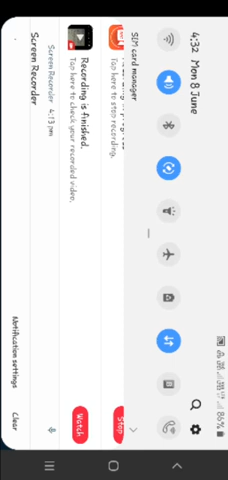 86%
4:32 Mon 8 June
SIM card manager
Tap here to stop recording.
Stop
Recording is finished.
Tap here to check your recorded video.
Watch
Screen Recorder 4:13 pm
Screen Recorder
Notification settings
Clear